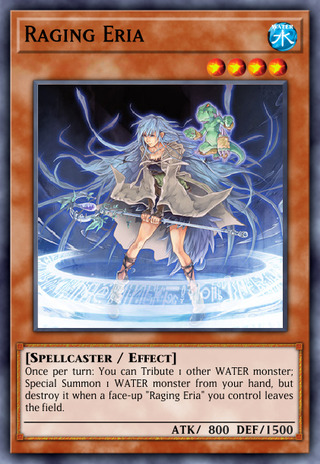 Raging Eria
WATER
水
[Spellcaster / Effect]
Once per turn: You can Tribute 1 other WATER monster;
Special Summon 1 WATER monster from your hand, but
destroy it when a face-up "Raging Eria" you control leaves
the field.
ATK/ 800 DEF/1500